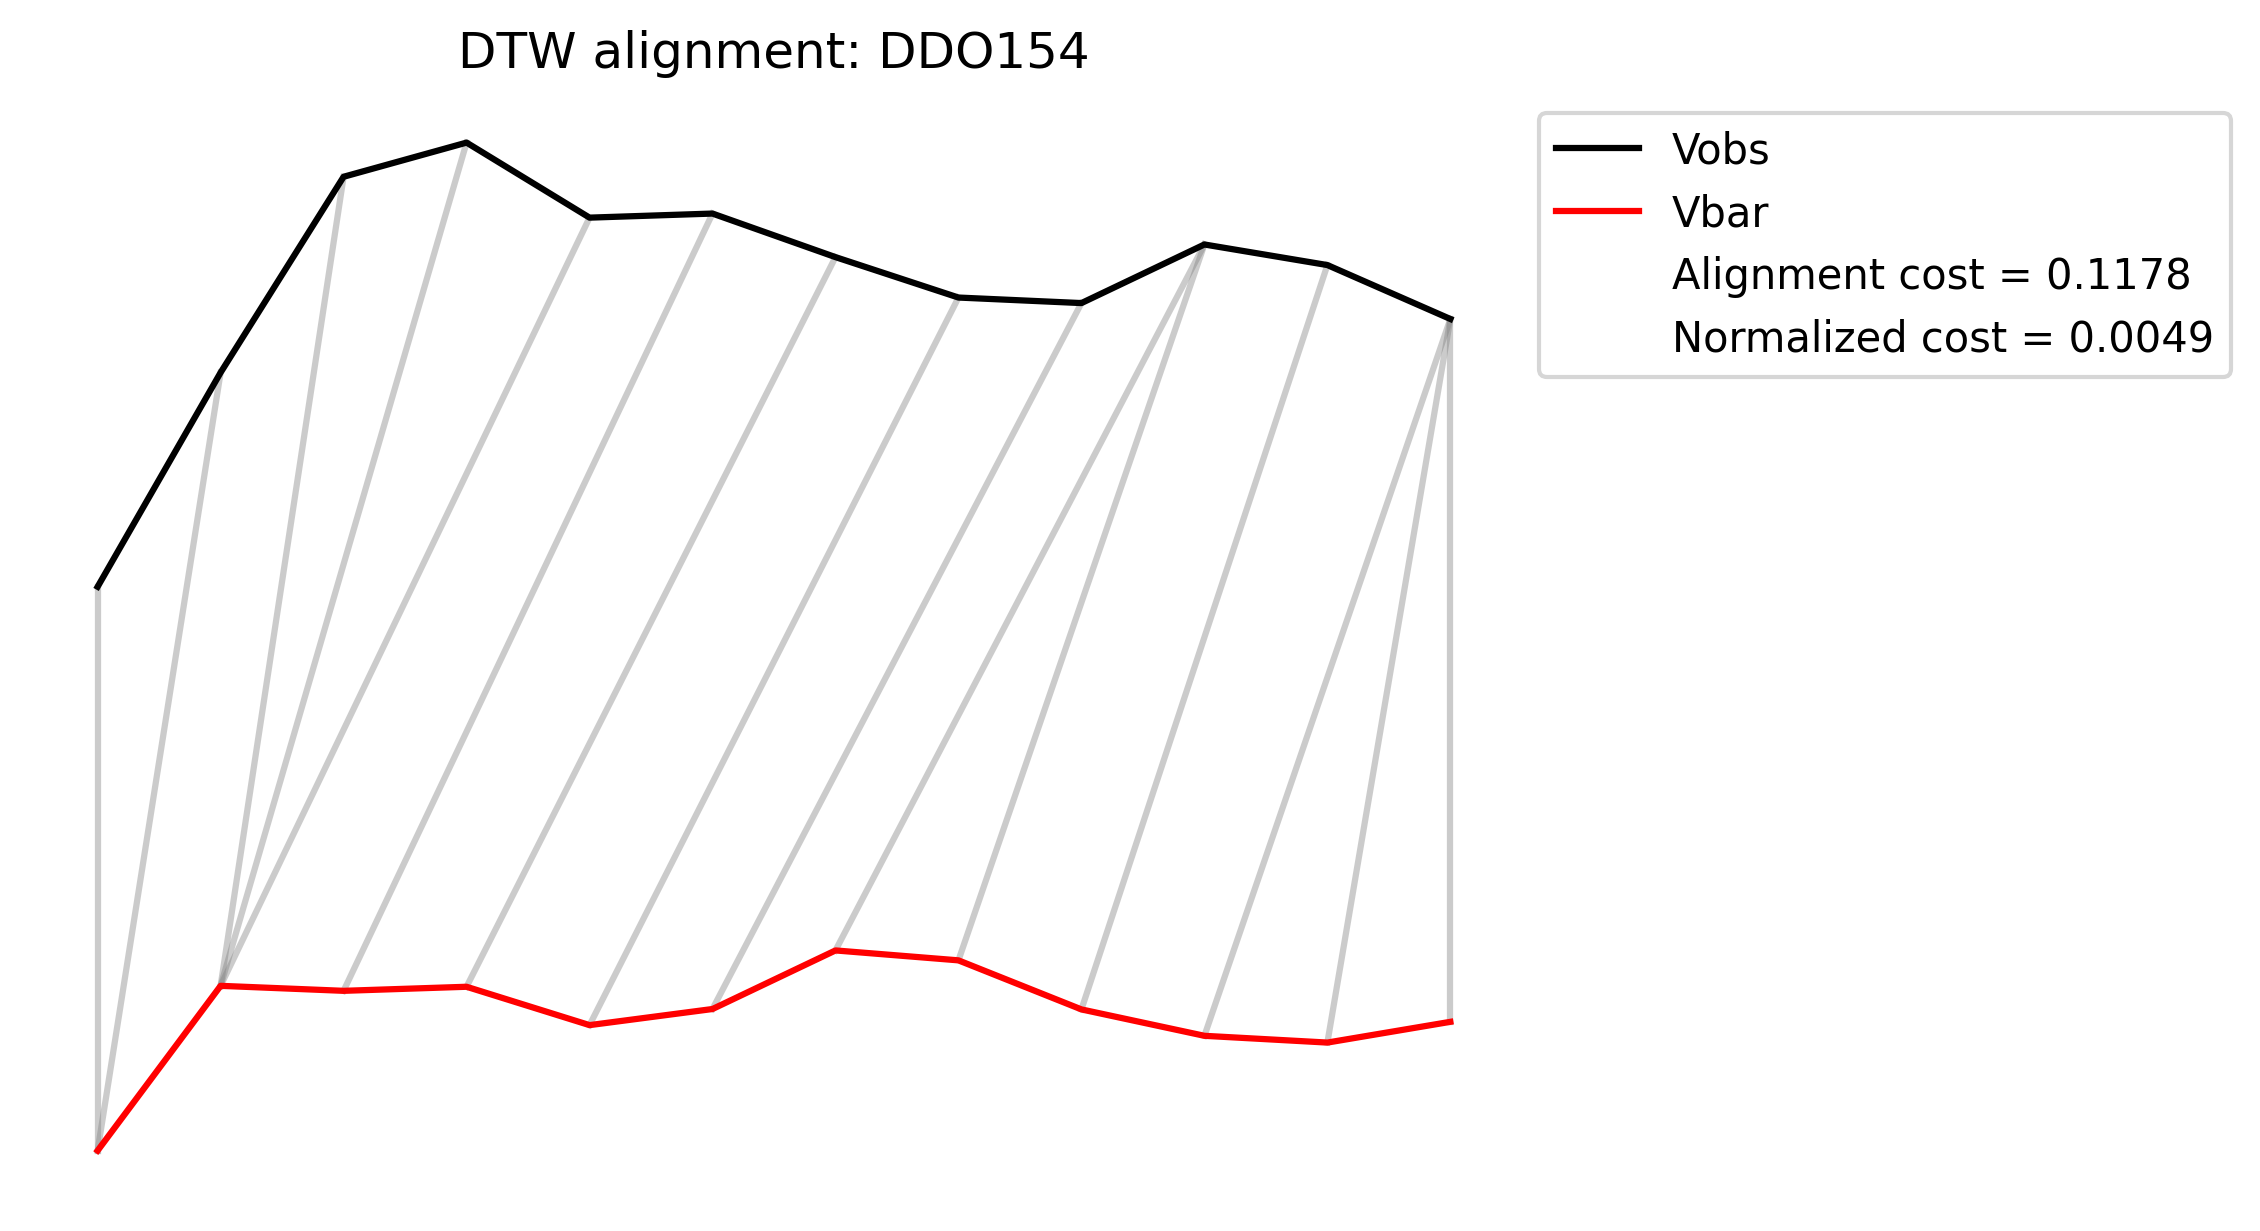 DTW alignment: DDO154
Vobs
Vbar
Alignment cost = 0.1178
Normalized cost = 0.0049